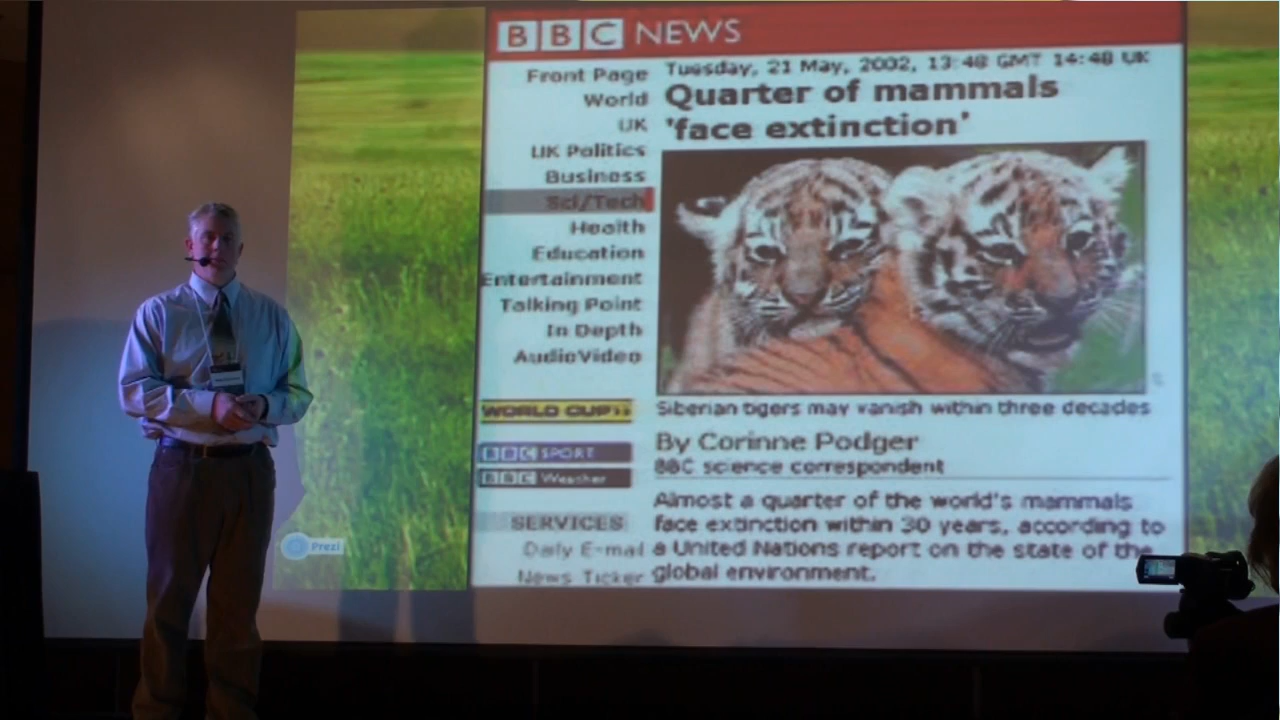 BBC NEWS
Front Page
World
UK
UK Politics
Business
Sci/Tech
Health
Education
Entertainment
Talking Point
In Depth
AudioVideo
WORLD CUP>>
BBC SPORT
BBC Weather
SERVICES
Daily E-mail
News Ticker
Tuesday, 21 May, 2002, 13:48 GMT 14:48 UK
Quarter of mammals
'face extinction'
Siberian tigers may vanish within three decades
By Corinne Podger
BBC science correspondent
Almost a quarter of the world's mammals
face extinction within 30 years, according to
a United Nations report on the state of the
global environment.
Prezi